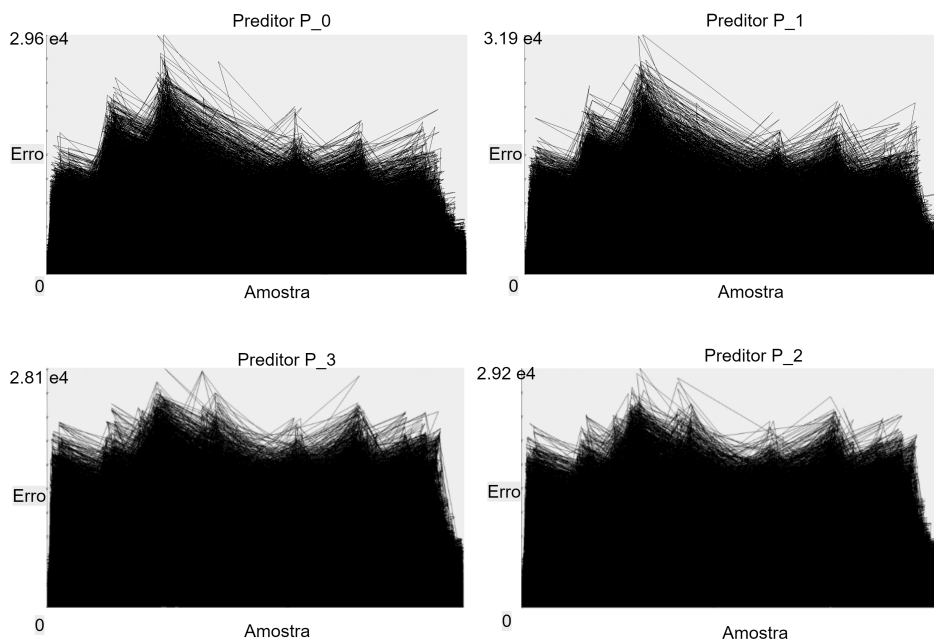 Preditor P_0
2.96 e4
Erro
0
Amostra
Preditor P_1
3.19 e4
Erro
0
Amostra
Preditor P_3
2.81 e4
Erro
0
Amostra
Preditor P_2
2.92 e4
Erro
0
Amostra